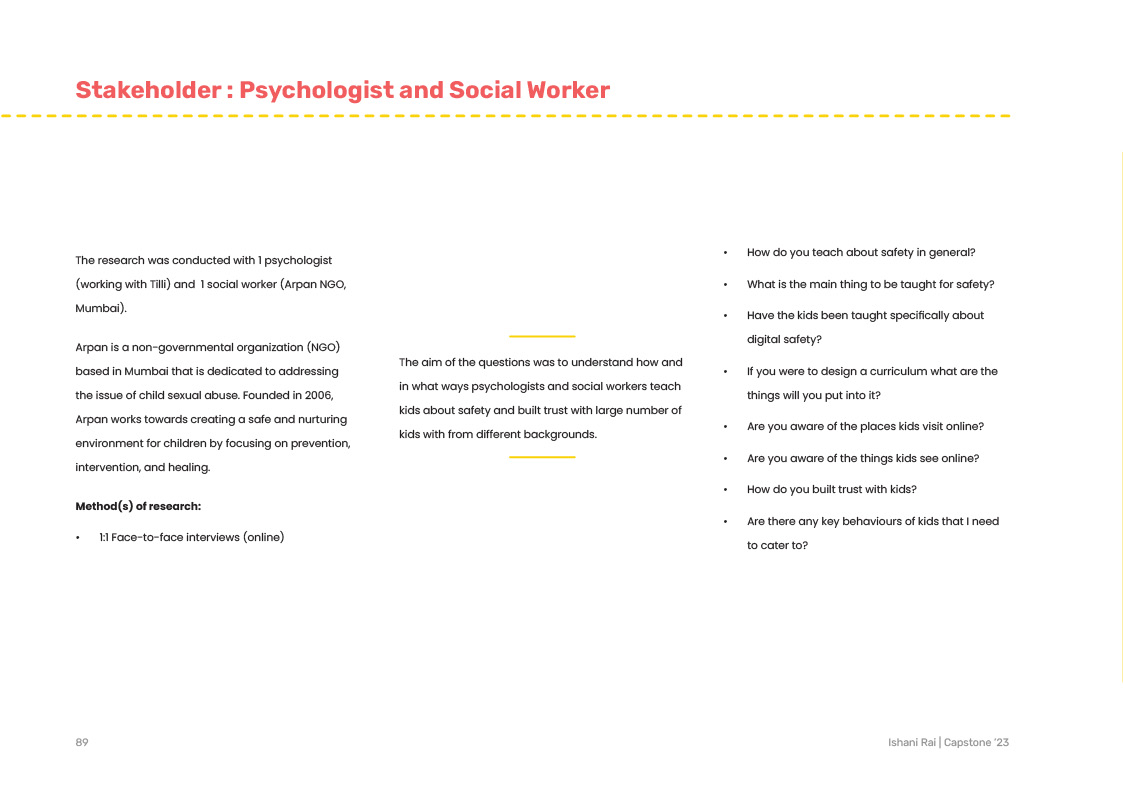 Stakeholder : Psychologist and Social Worker
The research was conducted with 1 psychologist
(working with Tilli) and 1 social worker (Arpan NGO,
Mumbai).
Arpan is a non-governmental organization (NGO)
based in Mumbai that is dedicated to addressing
the issue of child sexual abuse. Founded in 2006,
Arpan works towards creating a safe and nurturing
environment for children by focusing on prevention,
intervention, and healing.
Method(s) of research:
• 1:1 Face-to-face interviews (online)
The aim of the questions was to understand how and
in what ways psychologists and social workers teach
kids about safety and built trust with large number of
kids with from different backgrounds.
• How do you teach about safety in general?
• What is the main thing to be taught for safety?
• Have the kids been taught specifically about
digital safety?
• If you were to design a curriculum what are the
things will you put into it?
• Are you aware of the places kids visit online?
• Are you aware of the things kids see online?
• How do you built trust with kids?
• Are there any key behaviours of kids that I need
to cater to?
89
Ishani Rai | Capstone '23